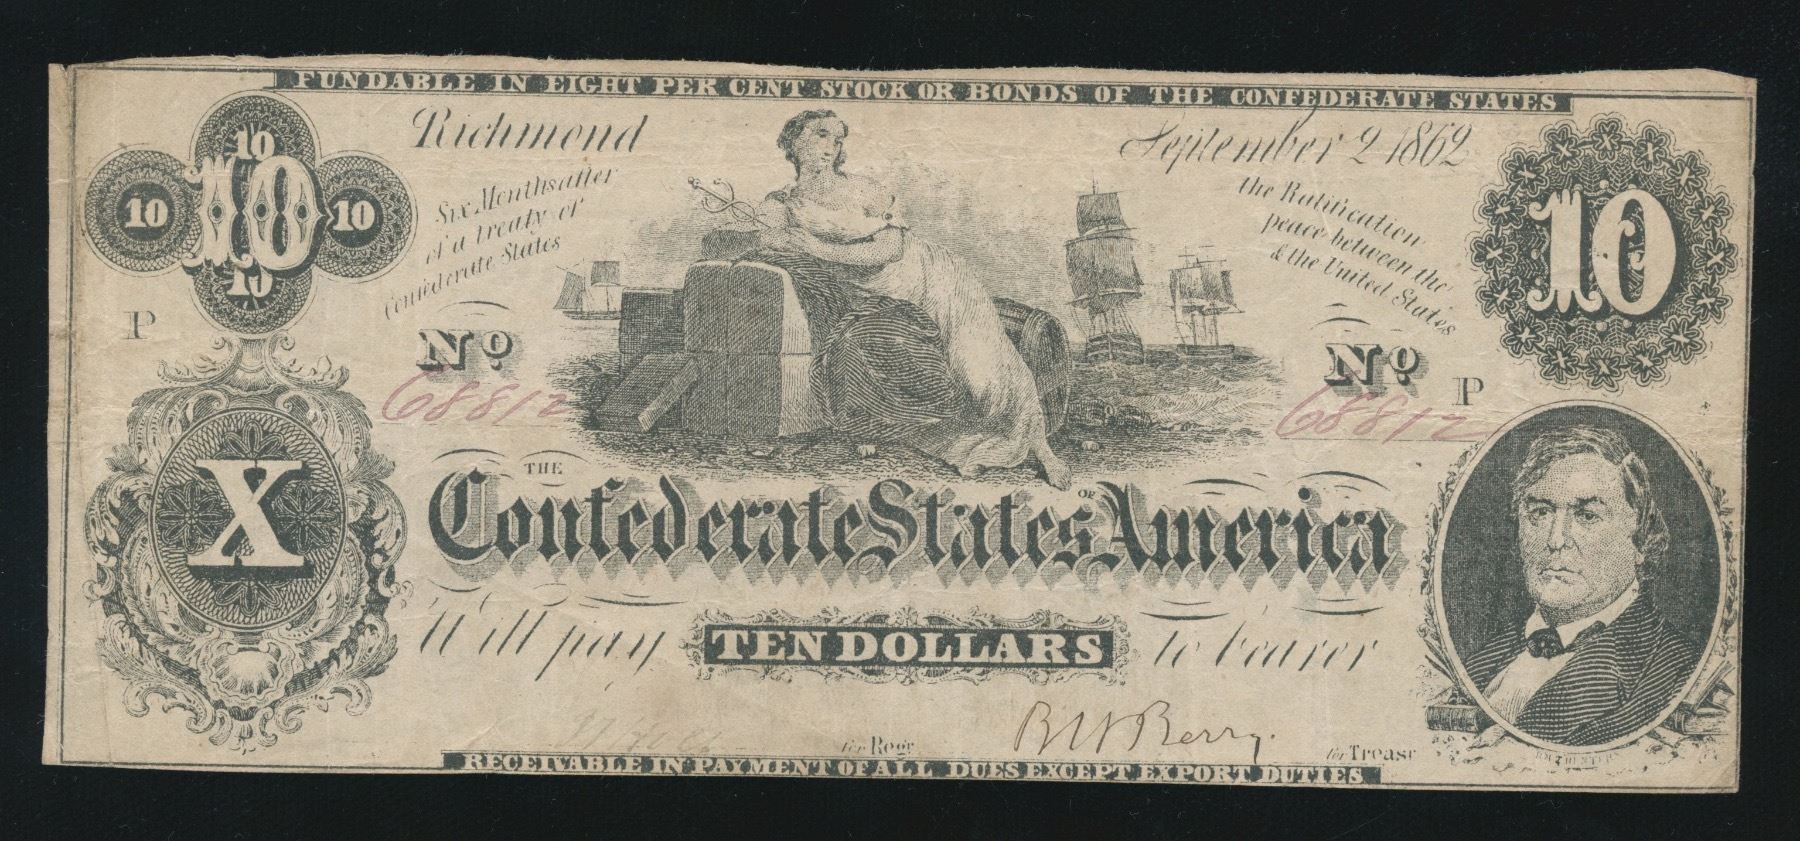 FUNDABLE IN EIGHT PER CENT STOCK OR BONDS OF THE CONFEDERATE STATES
Richmond September 2 1862
10
10 10 10
10
10
Six Months after the Ratification
of a treaty of peace between the
Confederate States & the United States
P
No No P
68812 68812
X
THE
Confederate States OF America
Will pay TEN DOLLARS to bearer
for Regr B W Berry. for Treasr
RECEIVABLE IN PAYMENT OF ALL DUES EXCEPT EXPORT DUTIES